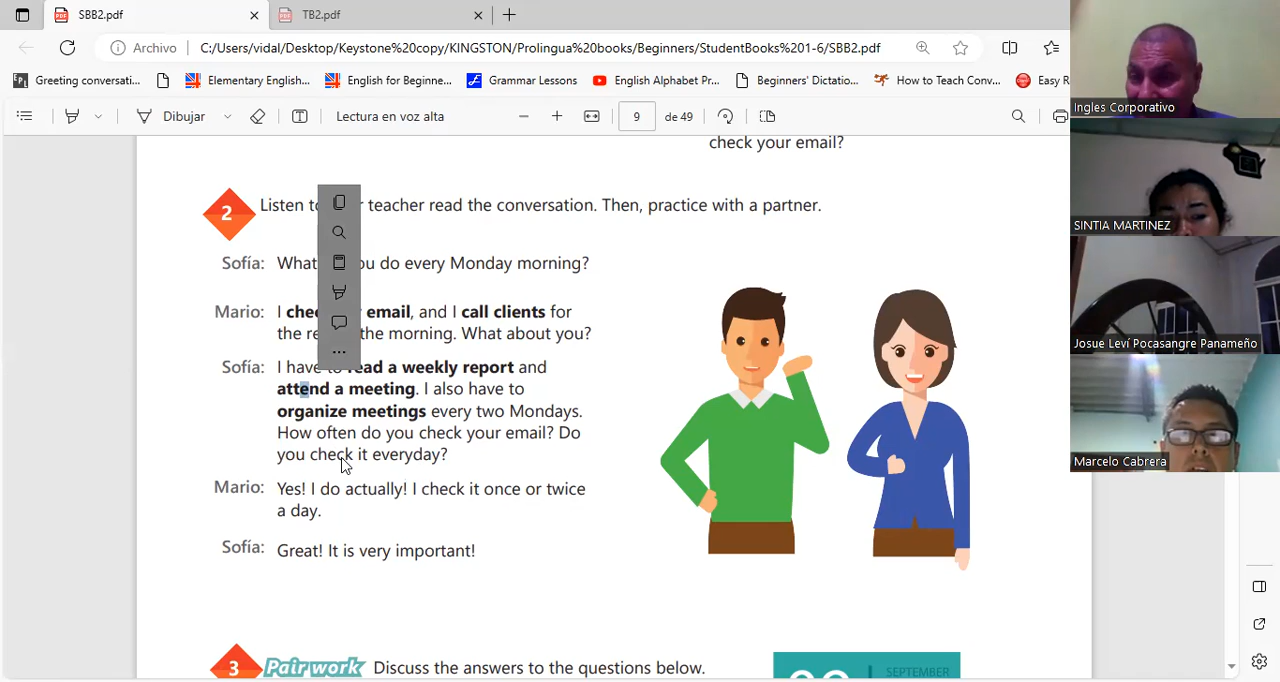 SBB2.pdf
TB2.pdf
Archivo
C:/Users/vidal/Desktop/Keystone%20copy/KINGSTON/Prolingua%20books/Beginners/StudentBooks%201-6/SBB2.pdf
Greeting conversati...
Elementary English...
English for Beginne...
Grammar Lessons
English Alphabet Pr...
Beginners' Dictatio...
How to Teach Conv...
Easy R
Dibujar
Lectura en voz alta
9
de 49
check your email?
2
Listen to teacher read the conversation. Then, practice with a partner.
Sofía: What you do every Monday morning?
Mario: I email, and I call clients for
the the morning. What about you?
Sofía: I have read a weekly report and
attend a meeting. I also have to
organize meetings every two Mondays.
How often do you check your email? Do
you check it everyday?
Mario: Yes! I do actually! I check it once or twice
a day.
Sofía: Great! It is very important!
3
Pair work
Discuss the answers to the questions below.
SEPTEMBER
Ingles Corporativo
SINTIA MARTINEZ
Josue Leví Pocasangre Panameño
Marcelo Cabrera